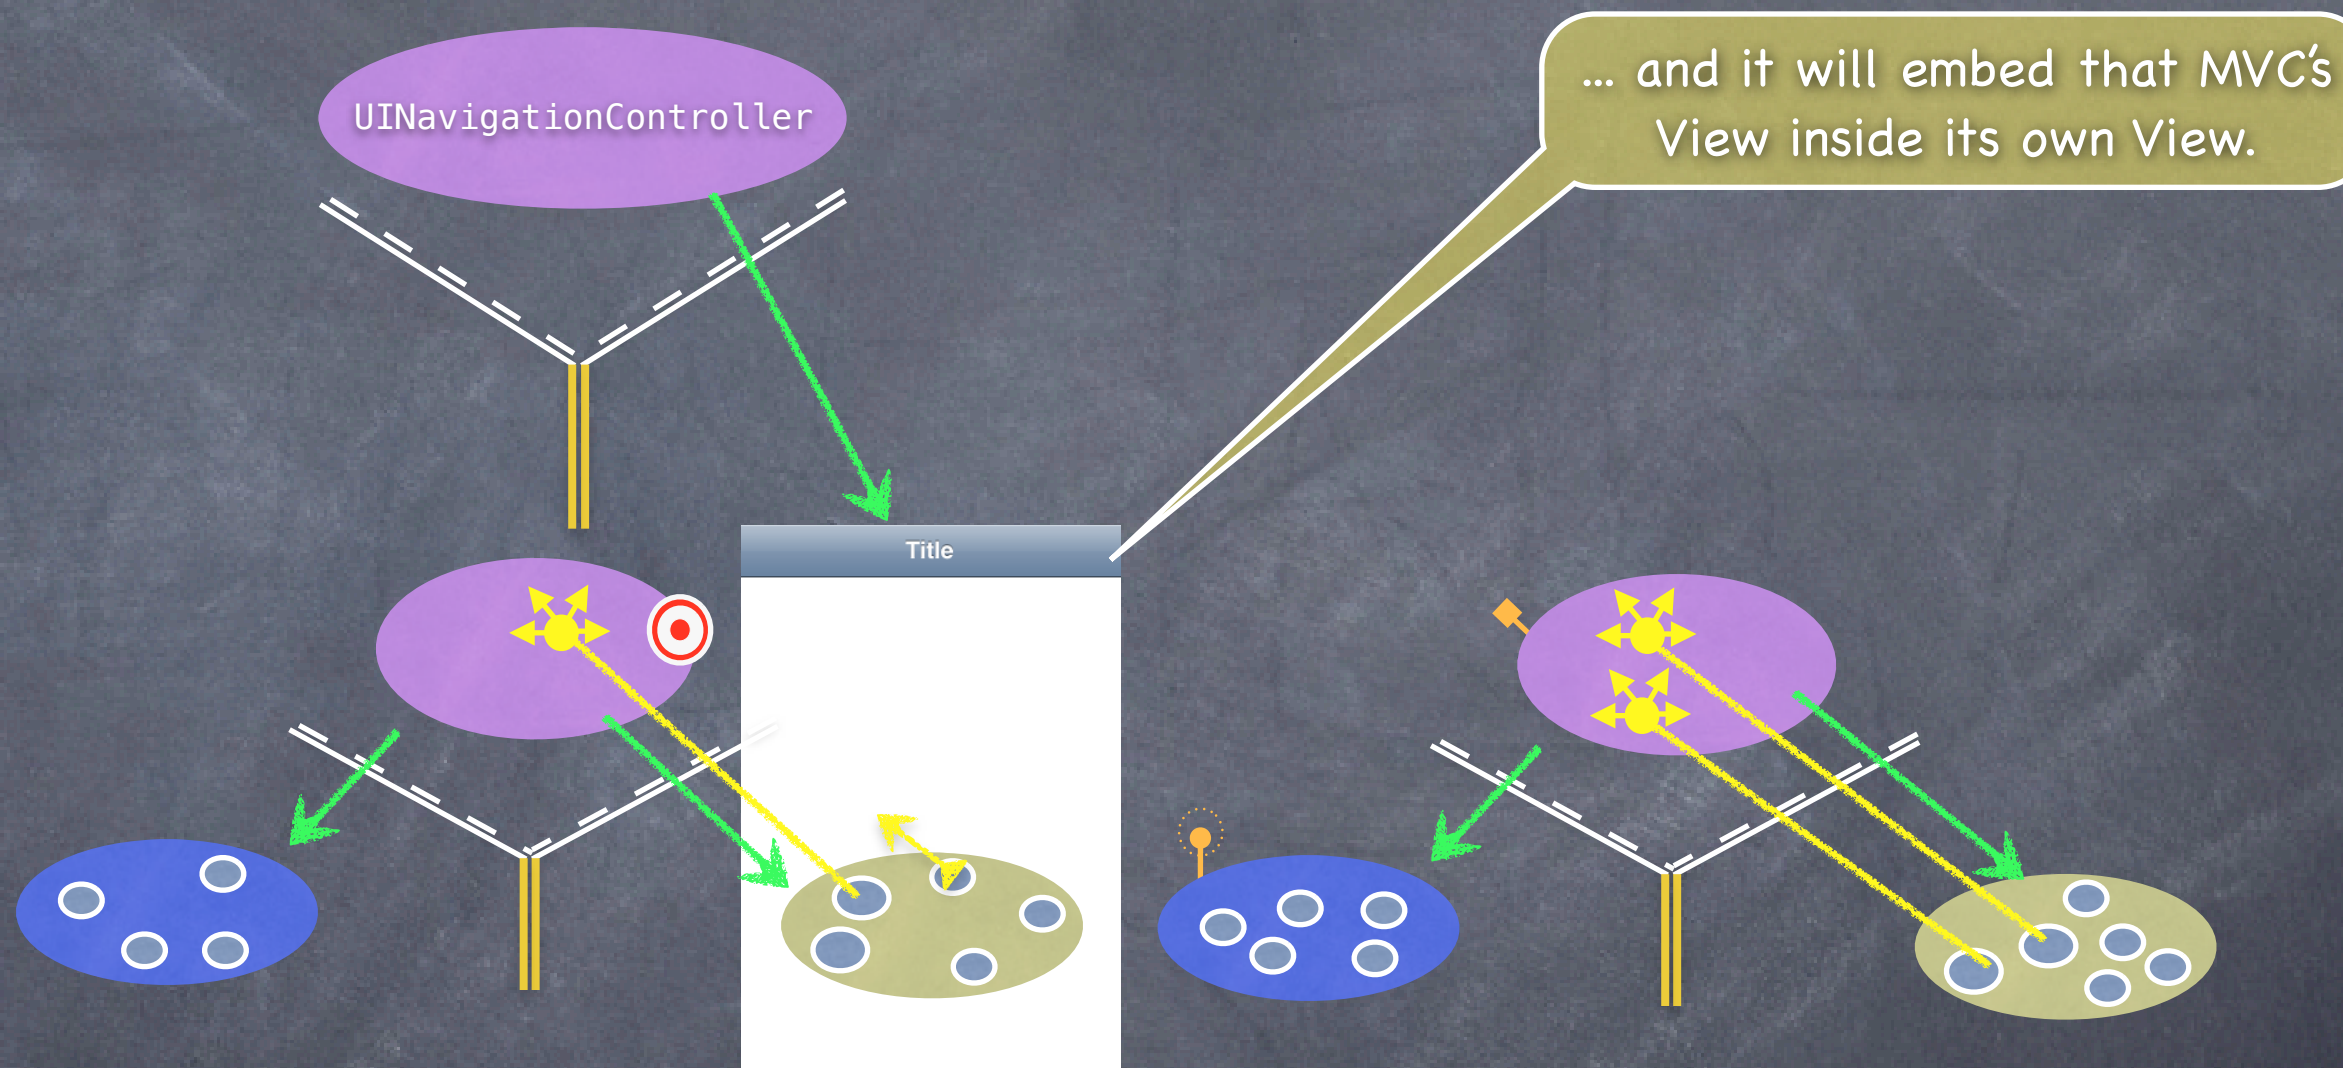 UINavigationController
... and it will embed that MVC's
View inside its own View.
Title